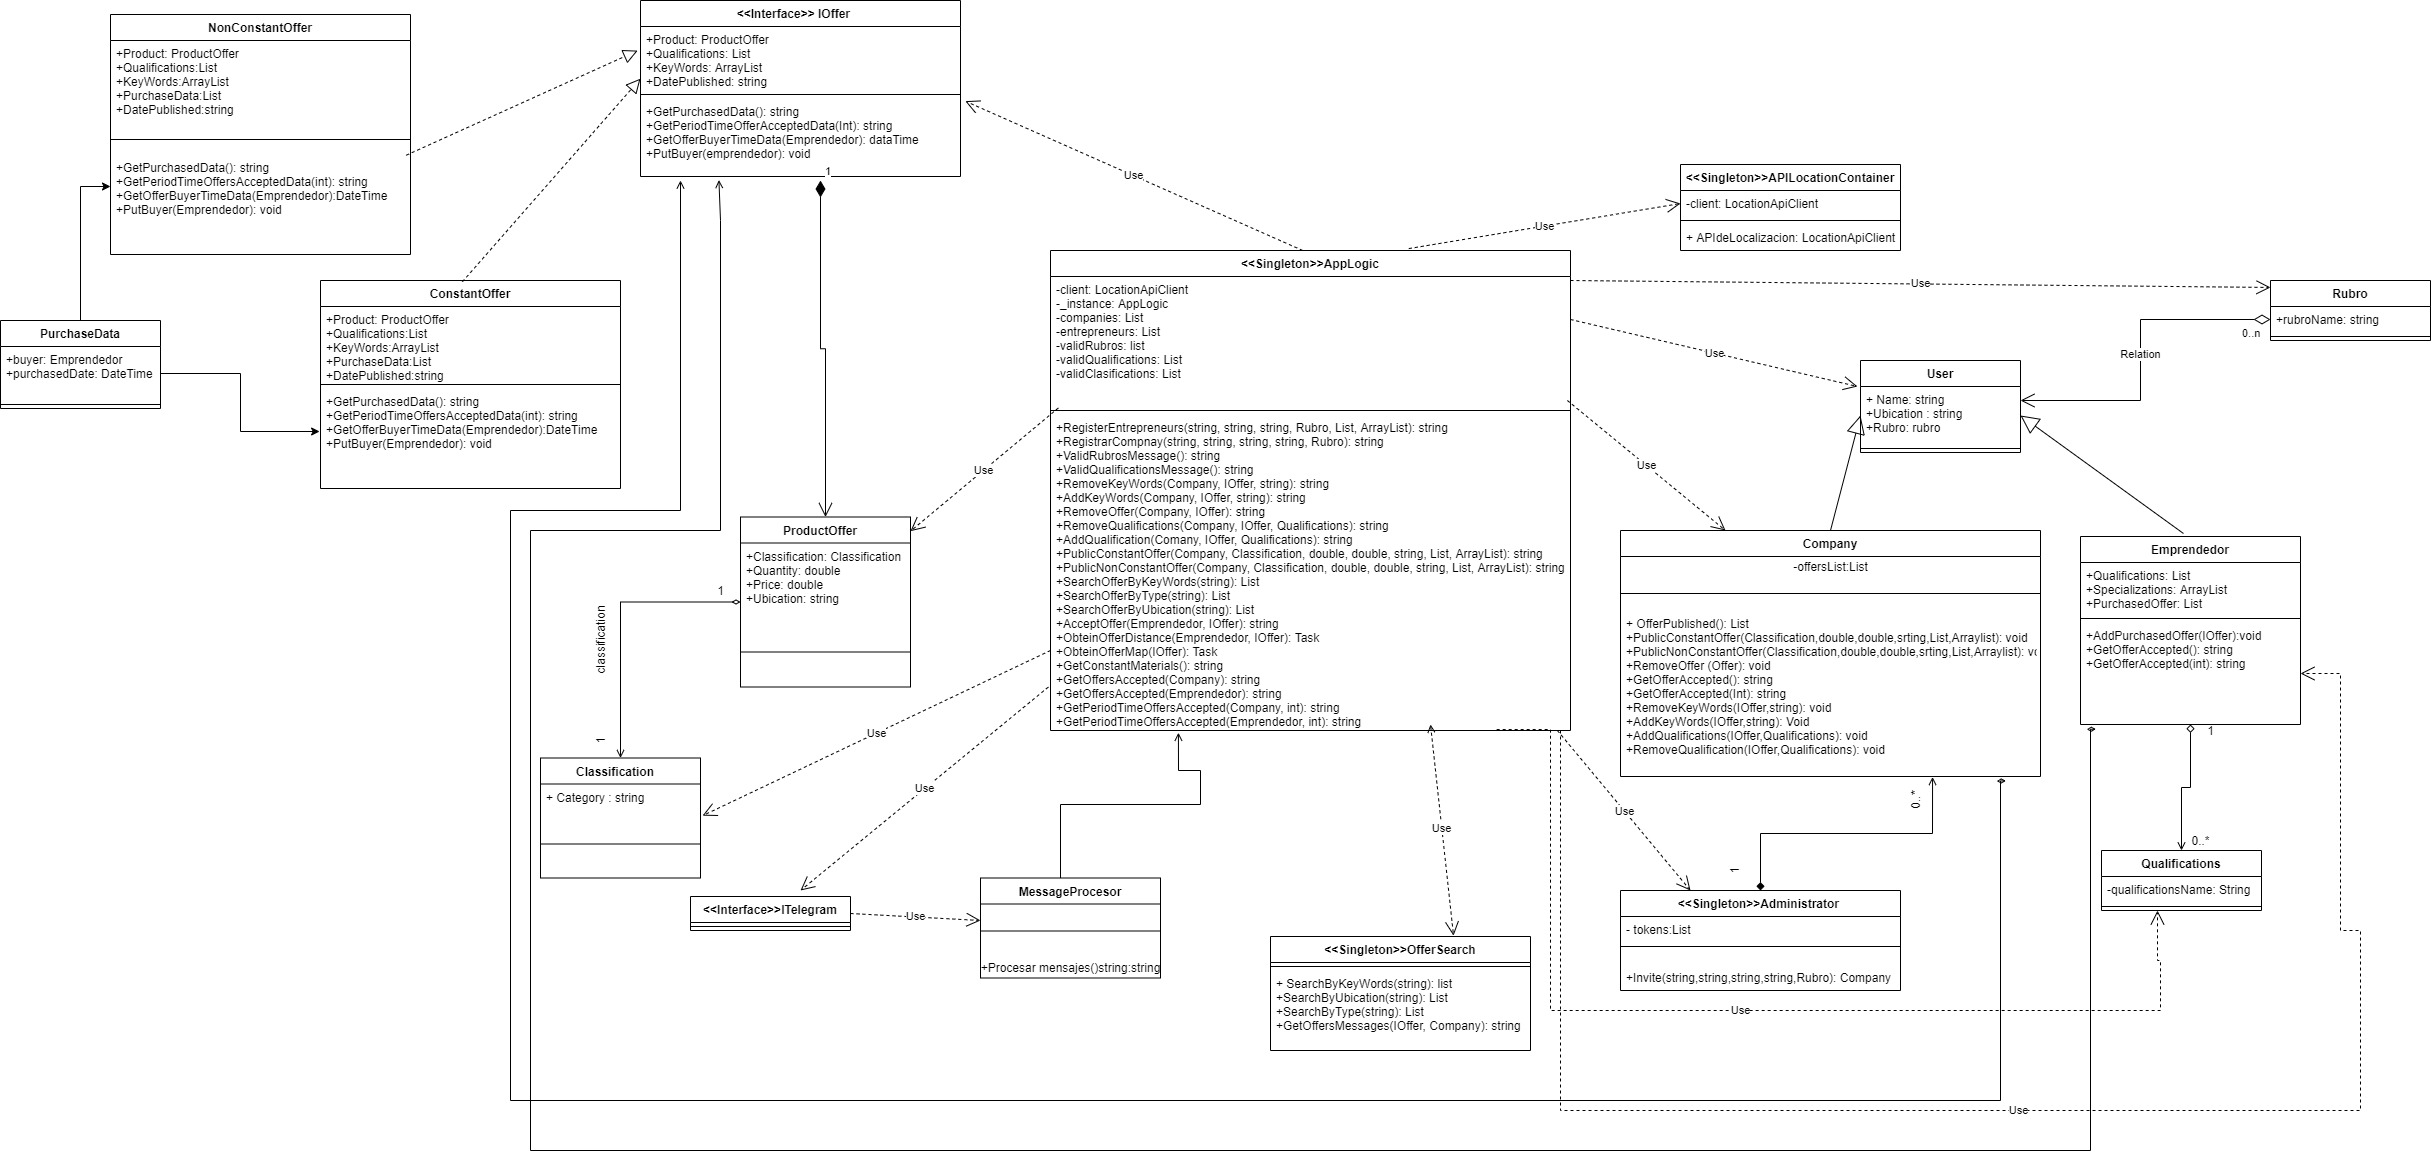 NonConstantOffer
+Product: ProductOffer
+Qualifications:List
+KeyWords:ArrayList
+PurchaseData:List
+DatePublished:string
+GetPurchasedData(): string
+GetPeriodTimeOffersAcceptedData(int): string
+GetOfferBuyerTimeData(Emprendedor):DateTime
+PutBuyer(Emprendedor): void
<<Interface>> IOffer
+Product: ProductOffer
+Qualifications: List
+KeyWords: ArrayList
+DatePublished: string
+GetPurchasedData(): string
+GetPeriodTimeOfferAcceptedData(Int): string
+GetOfferBuyerTimeData(Emprendedor): dataTime
+PutBuyer(emprendedor): void
1
Use
<<Singleton>>APILocationContainer
-client: LocationApiClient
+ APIdeLocalizacion: LocationApiClient
Use
ConstantOffer
+Product: ProductOffer
+Qualifications:List
+KeyWords:ArrayList
+PurchaseData:List
+DatePublished:string
+GetPurchasedData(): string
+GetPeriodTimeOffersAcceptedData(int): string
+GetOfferBuyerTimeData(Emprendedor):DateTime
+PutBuyer(Emprendedor): void
PurchaseData
+buyer: Emprendedor
+purchasedDate: DateTime
<<Singleton>>AppLogic
-client: LocationApiClient
-_instance: AppLogic
-companies: List
-entrepreneurs: List
-validRubros: list
-validQualifications: List
-validClasifications: List
+RegisterEntrepreneurs(string, string, string, Rubro, List, ArrayList): string
+RegistrarCompnay(string, string, string, string, Rubro): string
+ValidRubrosMessage(): string
+ValidQualificationsMessage(): string
+RemoveKeyWords(Company, IOffer, string): string
+AddKeyWords(Company, IOffer, string): string
+RemoveOffer(Company, IOffer): string
+RemoveQualifications(Company, IOffer, Qualifications): string
+AddQualification(Comany, IOffer, Qualifications): string
+PublicConstantOffer(Company, Classification, double, double, string, List, ArrayList): string
+PublicNonConstantOffer(Company, Classification, double, double, string, List, ArrayList): string
+SearchOfferByKeyWords(string): List
+SearchOfferByType(string): List
+SearchOfferByUbication(string): List
+AcceptOffer(Emprendedor, IOffer): string
+ObteinOfferDistance(Emprendedor, IOffer): Task
+ObteinOfferMap(IOffer): Task
+GetConstantMaterials(): string
+GetOffersAccepted(Company): string
+GetOffersAccepted(Emprendedor): string
+GetPeriodTimeOffersAccepted(Company, int): string
+GetPeriodTimeOffersAccepted(Emprendedor, int): string
Use
Rubro
+rubroName: string
0..n
Relation
Use
User
+ Name: string
+Ubication : string
+Rubro: rubro
Use
Use
ProductOffer
+Classification: Classification
+Quantity: double
+Price: double
+Ubication: string
1
classification
1
Classification
+ Category : string
Use
Use
Company
-offersList:List
+ OfferPublished(): List
+PublicConstantOffer(Classification,double,double,srting,List,Arraylist): void
+PublicNonConstantOffer(Classification,double,double,srting,List,Arraylist): vo
+RemoveOffer (Offer): void
+GetOfferAccepted(): string
+GetOfferAccepted(Int): string
+RemoveKeyWords(IOffer,string): void
+AddKeyWords(IOffer,string): Void
+AddQualifications(IOffer,Qualifications): void
+RemoveQualification(IOffer,Qualifications): void
Emprendedor
+Qualifications: List
+Specializations: ArrayList
+PurchasedOffer: List
+AddPurchasedOffer(IOffer):void
+GetOfferAccepted(): string
+GetOfferAccepted(int): string
1
0..*
Qualifications
-qualificationsName: String
0..*
1
Use
Use
<<Interface>>ITelegram
Use
MessageProcesor
+Procesar mensajes()string:string
<<Singleton>>OfferSearch
+ SearchByKeyWords(string): list
+SearchByUbication(string): List
+SearchByType(string): List
+GetOffersMessages(IOffer, Company): string
<<Singleton>>Administrator
- tokens:List
+Invite(string,string,string,string,Rubro): Company
Use
Use